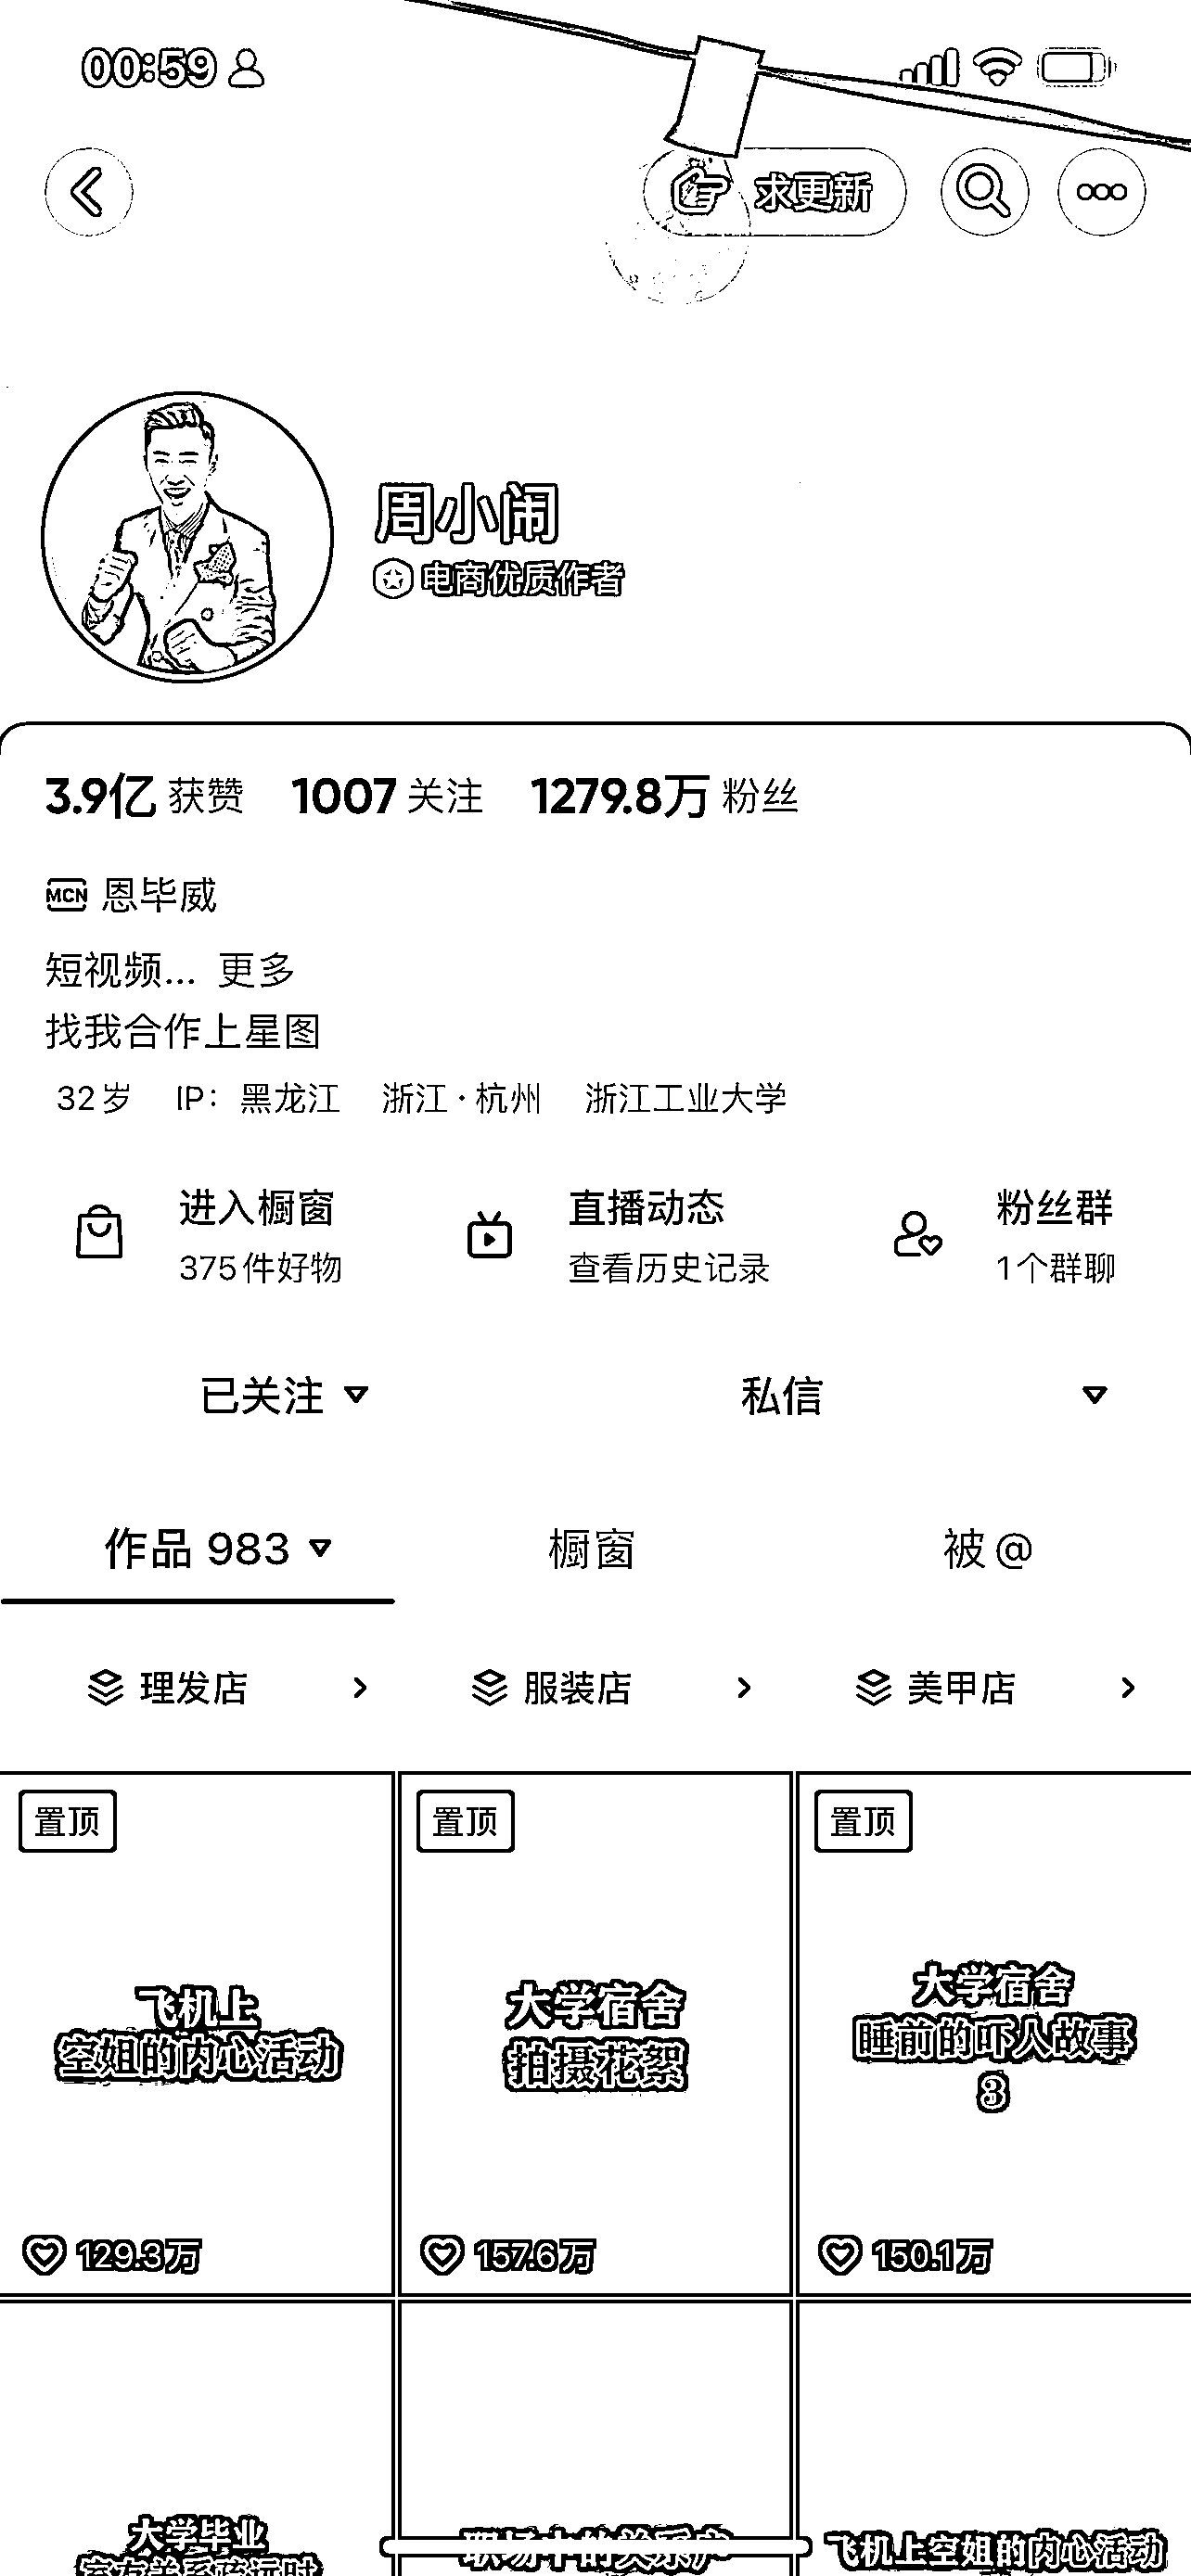 00:59
求更新
周小闹
电商优质作者
3.9亿 获赞 1007 关注 1279.8万 粉丝
MCN 恩毕威
短视频... 更多
找我合作上星图
32岁 IP：黑龙江 浙江·杭州 浙江工业大学
进入橱窗 直播动态 粉丝群
375件好物 查看历史记录 1个群聊
已关注 私信
作品 983 橱窗 被@
理发店 服装店 美甲店
置顶 置顶 置顶
飞机上
空姐的内心活动
大学宿舍
拍摄花絮
大学宿舍
睡前的吓人故事
3
129.3万 157.6万 150.1万
大学毕业
飞机上空姐的内心活动